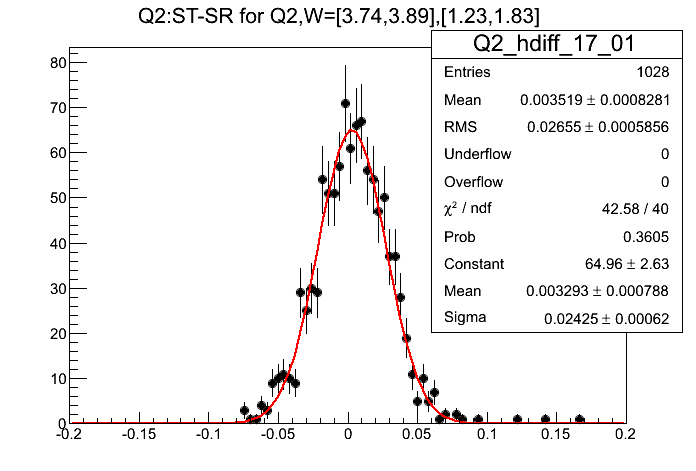 Q2:ST-SR for Q2,W=[3.74,3.89],[1.23,1.83]
Q2_hdiff_17_01
Entries 1028
Mean 0.003519 ± 0.0008281
RMS 0.02655 ± 0.0005856
Underflow 0
Overflow 0
χ² / ndf 42.58 / 40
Prob 0.3605
Constant 64.96 ± 2.63
Mean 0.003293 ± 0.000788
Sigma 0.02425 ± 0.00062
80
70
60
50
40
30
20
10
0
-0.2 -0.15 -0.1 -0.05 0 0.05 0.1 0.15 0.2